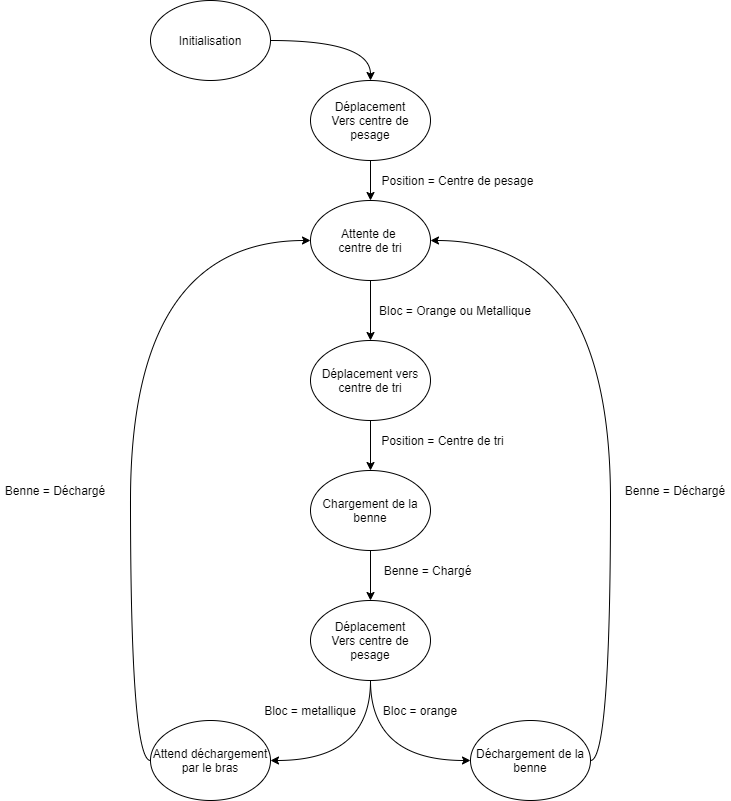 Initialisation
Déplacement
Vers centre de
pesage
Position = Centre de pesage
Attente de
centre de tri
Bloc = Orange ou Metallique
Déplacement vers
centre de tri
Position = Centre de tri
Benne = Déchargé
Benne = Déchargé
Chargement de la
benne
Benne = Chargé
Déplacement
Vers centre de
pesage
Bloc = metallique
Bloc = orange
Attend déchargement
par le bras
Déchargement de la
benne